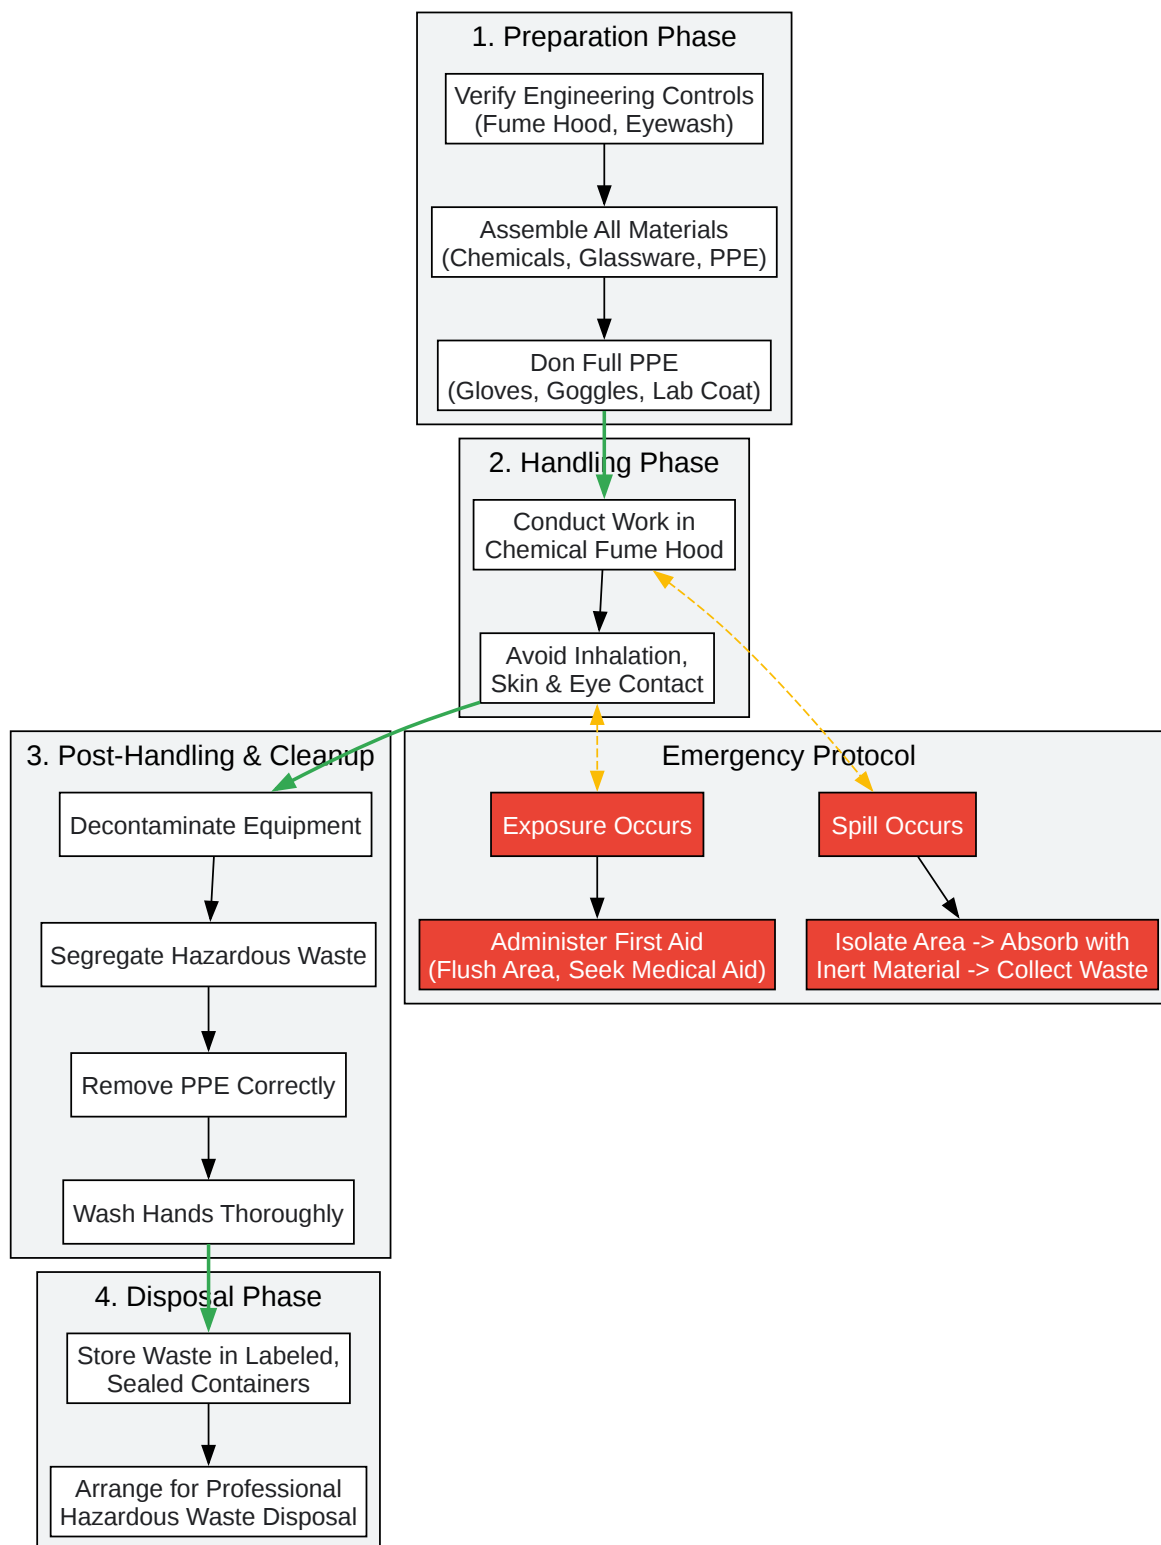 1. Preparation Phase
Verify Engineering Controls
(Fume Hood, Eyewash)
Assemble All Materials
(Chemicals, Glassware, PPE)
Don Full PPE
(Gloves, Goggles, Lab Coat)
2. Handling Phase
Conduct Work in
Chemical Fume Hood
Avoid Inhalation,
Skin & Eye Contact
3. Post-Handling & Cleanup
Decontaminate Equipment
Segregate Hazardous Waste
Remove PPE Correctly
Wash Hands Thoroughly
Emergency Protocol
Exposure Occurs
Administer First Aid
(Flush Area, Seek Medical Aid)
Spill Occurs
Isolate Area -> Absorb with
Inert Material -> Collect Waste
4. Disposal Phase
Store Waste in Labeled,
Sealed Containers
Arrange for Professional
Hazardous Waste Disposal